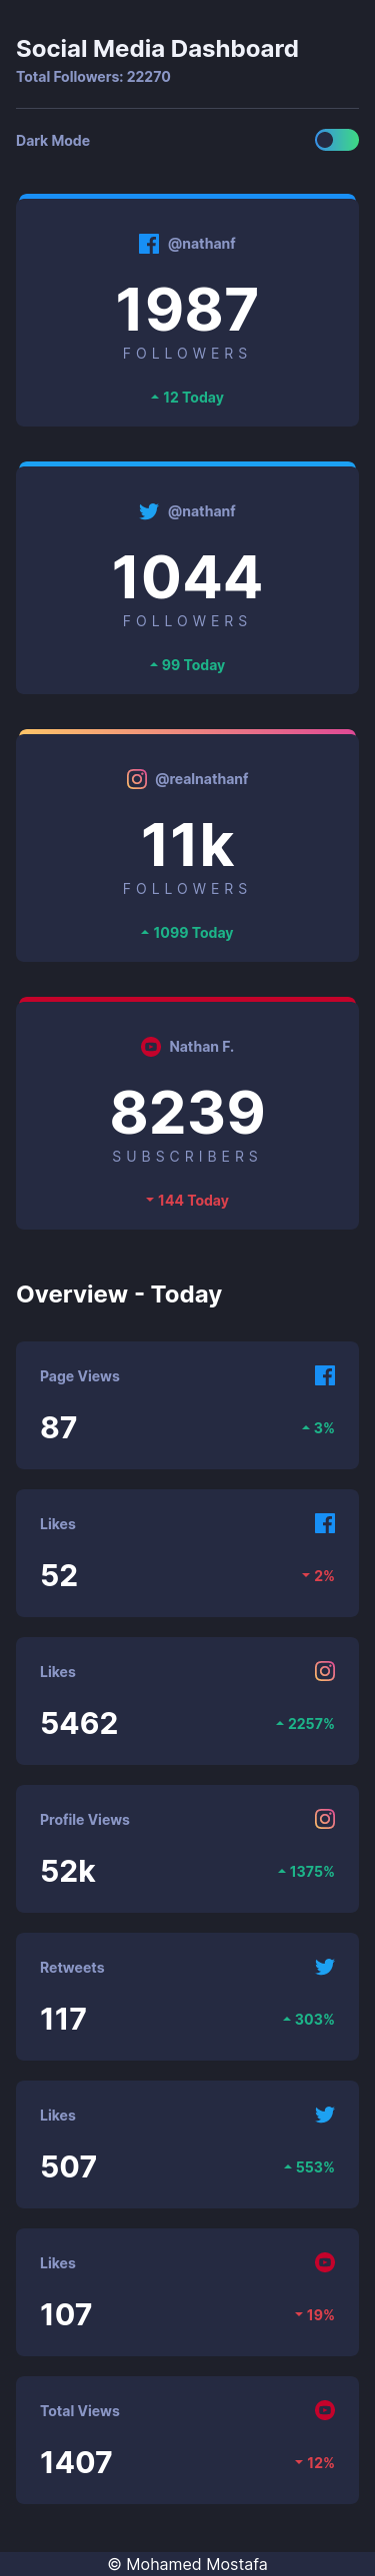 Social Media Dashboard
Total Followers: 22270
Dark Mode
@nathanf
1987
FOLLOWERS
12 Today
@nathanf
1044
FOLLOWERS
99 Today
@realnathanf
11k
FOLLOWERS
1099 Today
Nathan F.
8239
SUBSCRIBERS
144 Today
Overview - Today
Page Views
87 3%
Likes
52 2%
Likes
5462 2257%
Profile Views
52k 1375%
Retweets
117 303%
Likes
507 553%
Likes
107 19%
Total Views
1407 12%
© Mohamed Mostafa